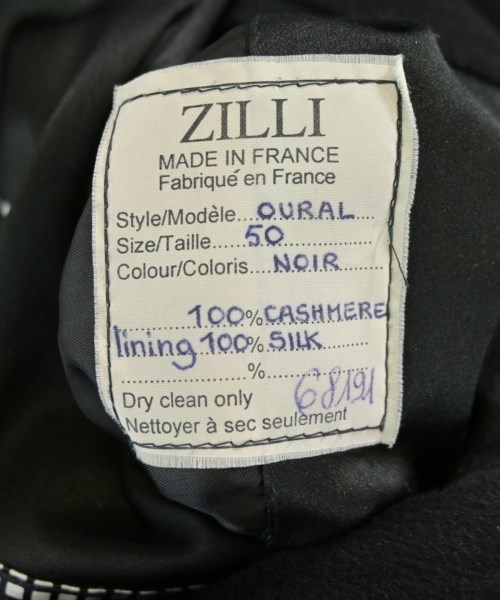 ZILLI
MADE IN FRANCE
Fabriqué en France
Style/Modèle...OURAL....
Size/Taille......50..................
Colour/Coloris....NOIR......
.............100%CASHMERE
lining 100%SILK.........
......................%.....................
68191
Dry clean only
Nettoyer à sec seulement